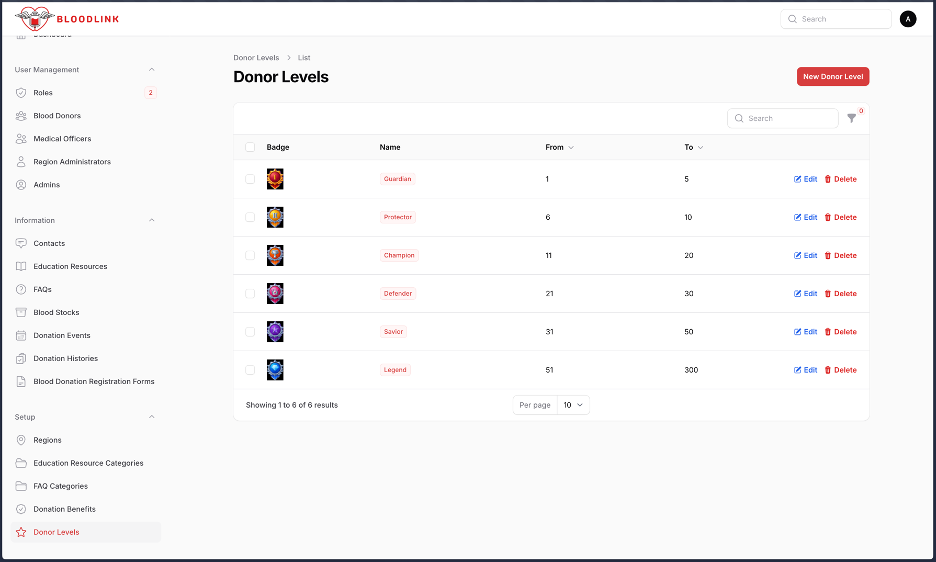 BLOODLINK
Search
A
Dashboard
User Management
Roles 2
Blood Donors
Medical Officers
Region Administrators
Admins
Information
Contacts
Education Resources
FAQs
Blood Stocks
Donation Events
Donation Histories
Blood Donation Registration Forms
Setup
Regions
Education Resource Categories
FAQ Categories
Donation Benefits
Donor Levels
Donor Levels > List
Donor Levels
New Donor Level
Search
0
Badge Name From To
Guardian 1 5 Edit Delete
Protector 6 10 Edit Delete
Champion 11 20 Edit Delete
Defender 21 30 Edit Delete
Savior 31 50 Edit Delete
Legend 51 300 Edit Delete
Showing 1 to 6 of 6 results
Per page 10